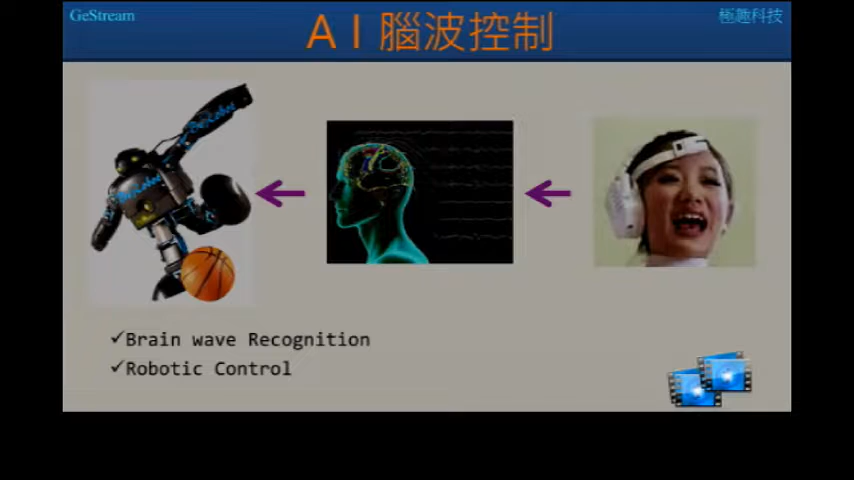 GeStream
極趣科技
AI腦波控制
✓Brain wave Recognition
✓Robotic Control